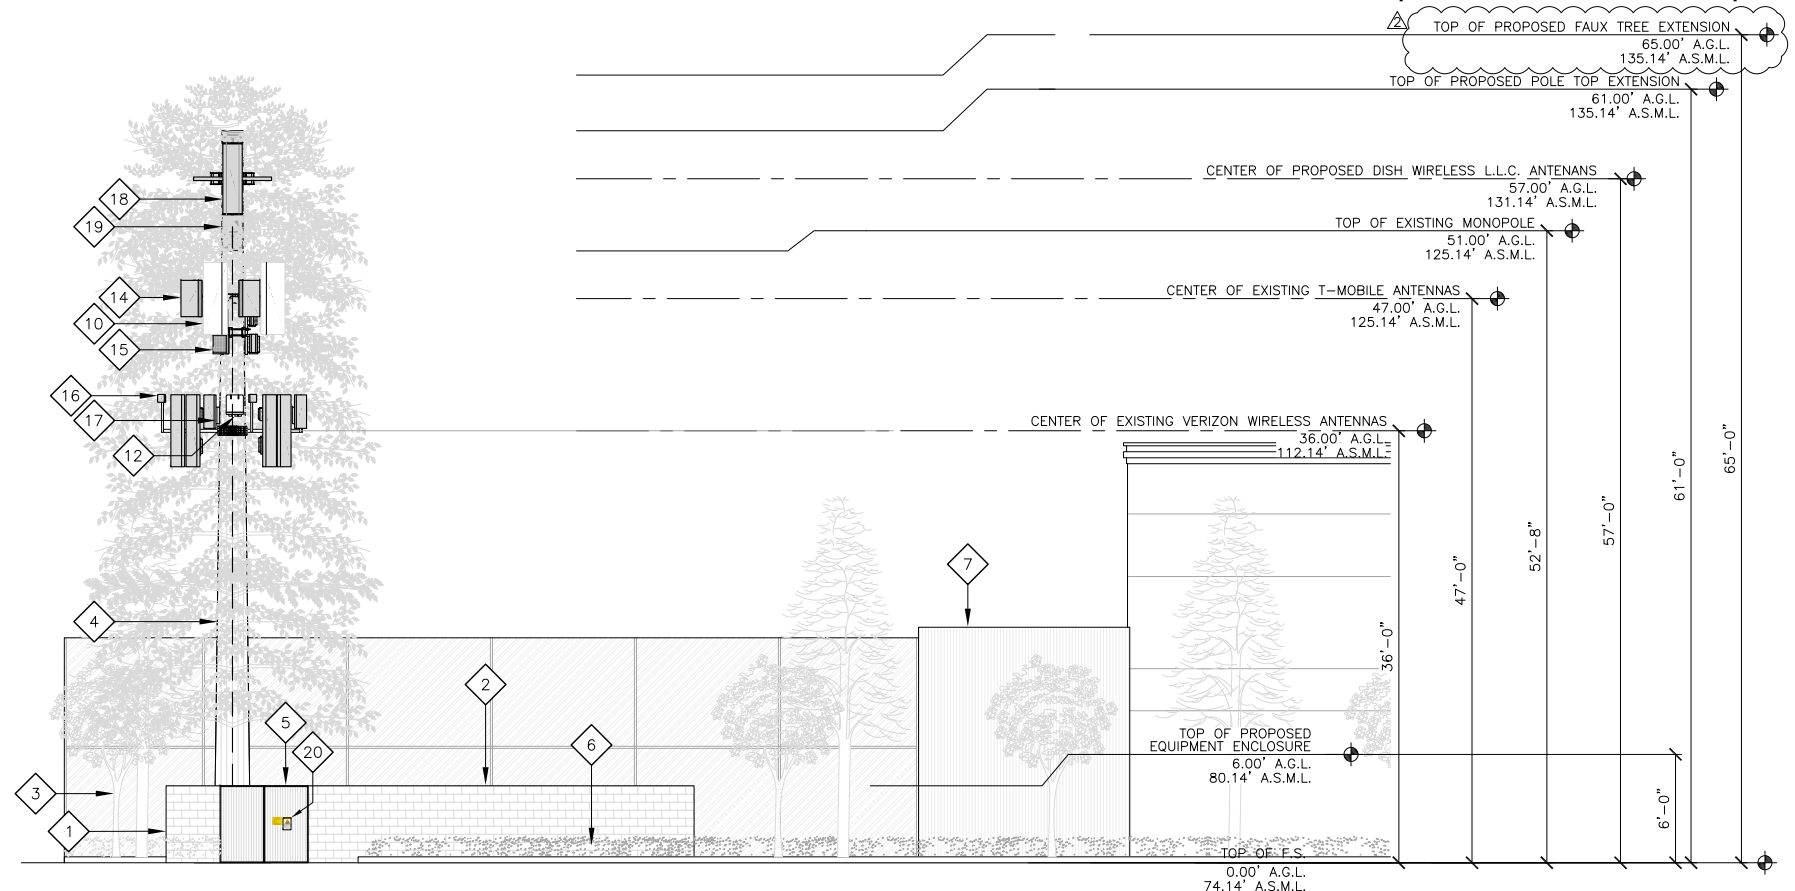 2
TOP OF PROPOSED FAUX TREE EXTENSION
65.00' A.G.L.
135.14' A.S.M.L.
TOP OF PROPOSED POLE TOP EXTENSION
61.00' A.G.L.
135.14' A.S.M.L.
CENTER OF PROPOSED DISH WIRELESS L.L.C. ANTENANS
57.00' A.G.L.
131.14' A.S.M.L.
18
19
TOP OF EXISTING MONOPOLE
51.00' A.G.L.
125.14' A.S.M.L.
14
10
15
CENTER OF EXISTING T-MOBILE ANTENNAS
47.00' A.G.L.
125.14' A.S.M.L.
16
17
12
CENTER OF EXISTING VERIZON WIRELESS ANTENNAS
36.00' A.G.L.
112.14' A.S.M.L.
65'-0"
61'-0"
57'-0"
52'-8"
47'-0"
36'-0"
7
4
2
5
20
6
3
1
TOP OF PROPOSED
EQUIPMENT ENCLOSURE
6.00' A.G.L.
80.14' A.S.M.L.
6'-0"
TOP OF F.S.
0.00' A.G.L.
74.14' A.S.M.L.